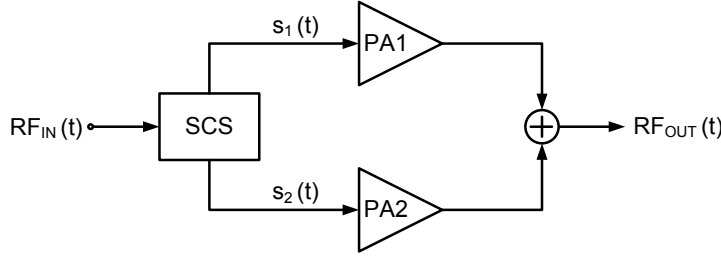 s₁(t)
PA1
RF_IN(t)
SCS
RF_OUT(t)
s₂(t)
PA2